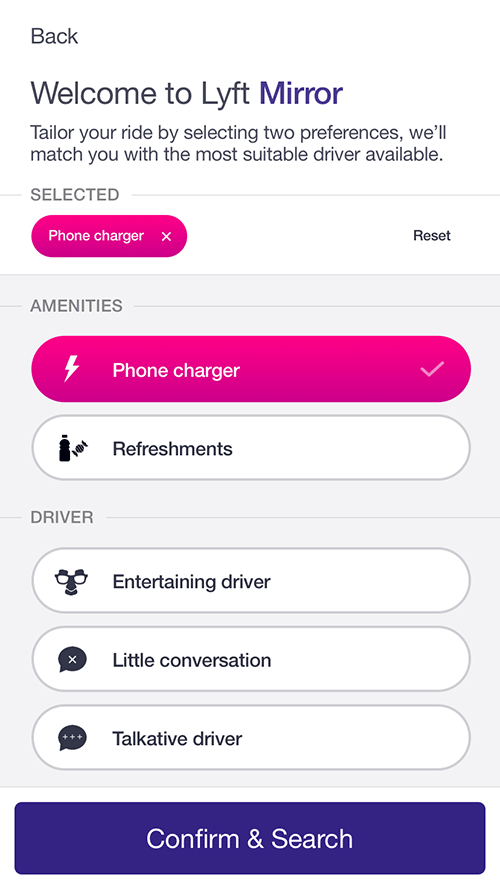 Back
Welcome to Lyft Mirror
Tailor your ride by selecting two preferences, we’ll
match you with the most suitable driver available.
SELECTED
Phone charger ×
Reset
AMENITIES
Phone charger
Refreshments
DRIVER
Entertaining driver
Little conversation
Talkative driver
Confirm & Search